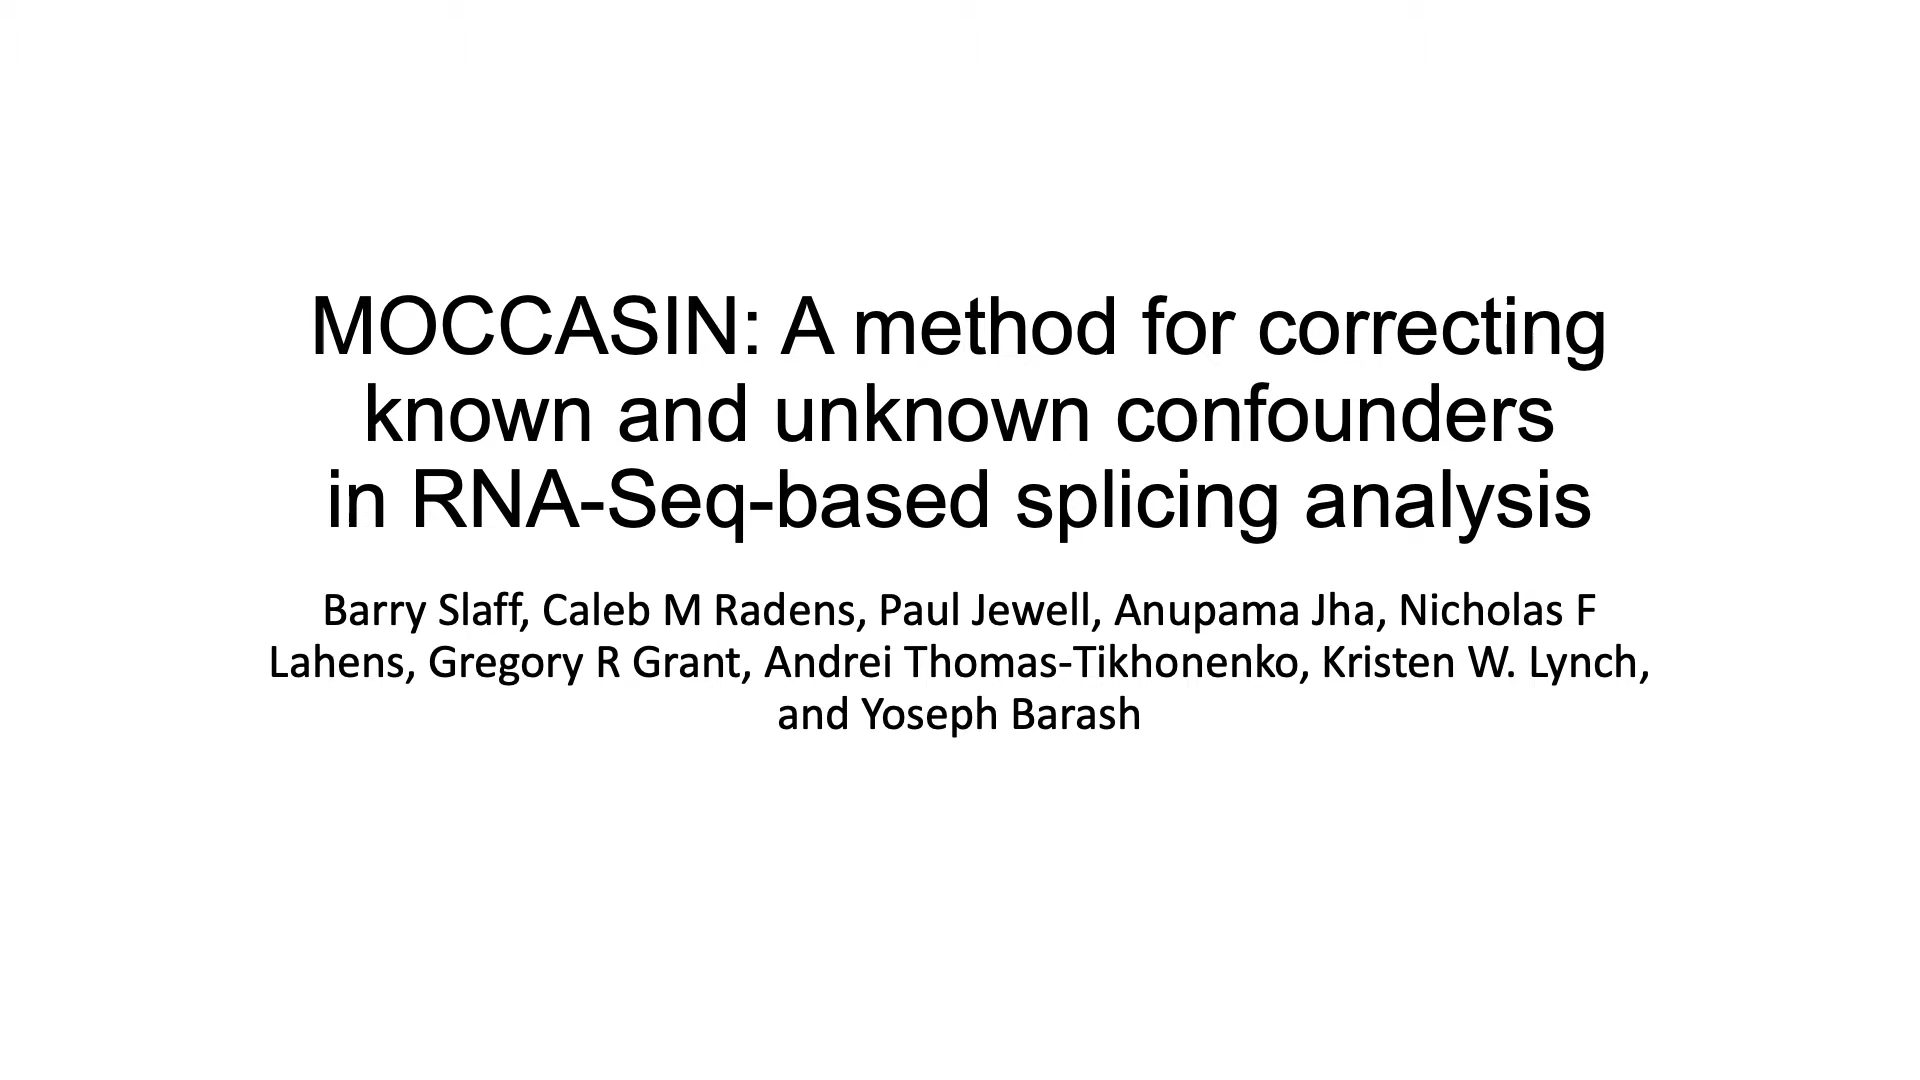 MOCCASIN: A method for correcting
known and unknown confounders
in RNA-Seq-based splicing analysis
Barry Slaff, Caleb M Radens, Paul Jewell, Anupama Jha, Nicholas F
Lahens, Gregory R Grant, Andrei Thomas-Tikhonenko, Kristen W. Lynch,
and Yoseph Barash